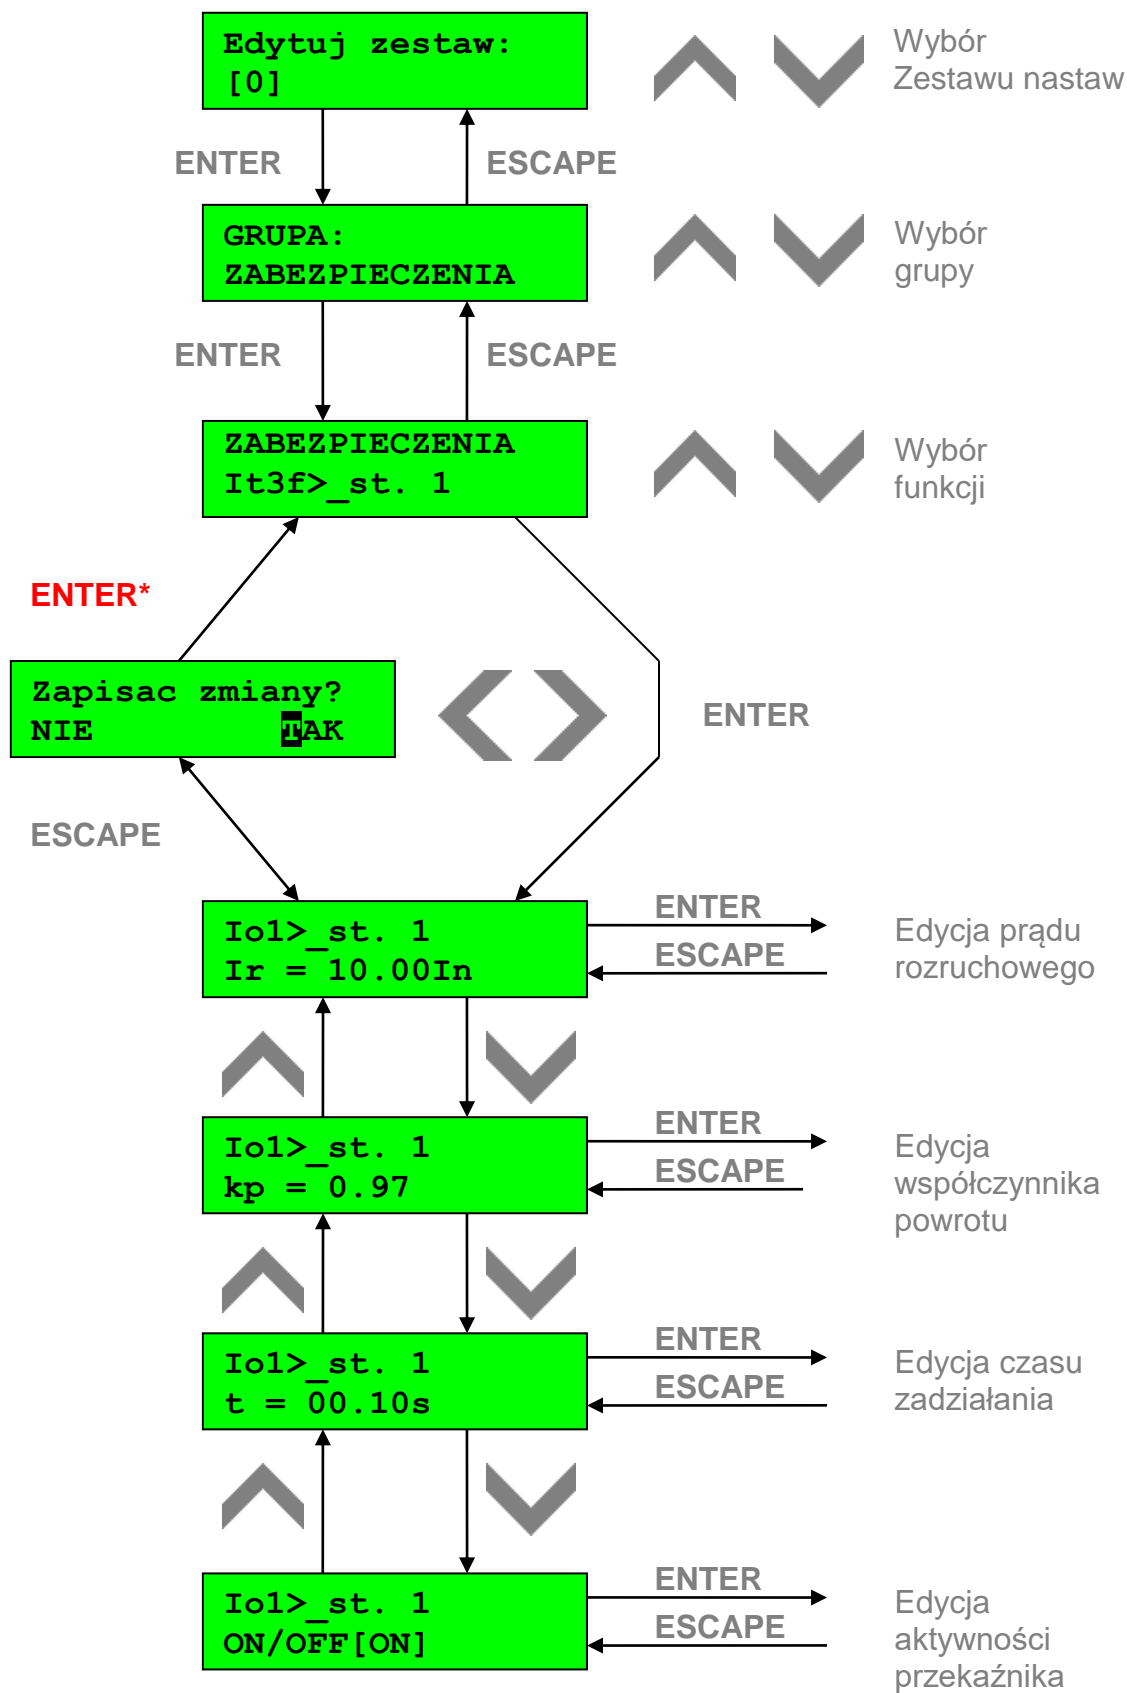 Edytuj zestaw:
[0]
Wybór
Zestawu nastaw
ENTER
ESCAPE
GRUPA:
ZABEZPIECZENIA
Wybór
grupy
ENTER
ESCAPE
ZABEZPIECZENIA
It3f>_st. 1
Wybór
funkcji
ENTER*
Zapisac zmiany?
NIE TAK
ENTER
ESCAPE
Io1>_st. 1
Ir = 10.00In
ENTER
ESCAPE
Edycja prądu
rozruchowego
Io1>_st. 1
kp = 0.97
ENTER
ESCAPE
Edycja
współczynnika
powrotu
Io1>_st. 1
t = 00.10s
ENTER
ESCAPE
Edycja czasu
zadziałania
Io1>_st. 1
ON/OFF[ON]
ENTER
ESCAPE
Edycja
aktywności
przekaźnika